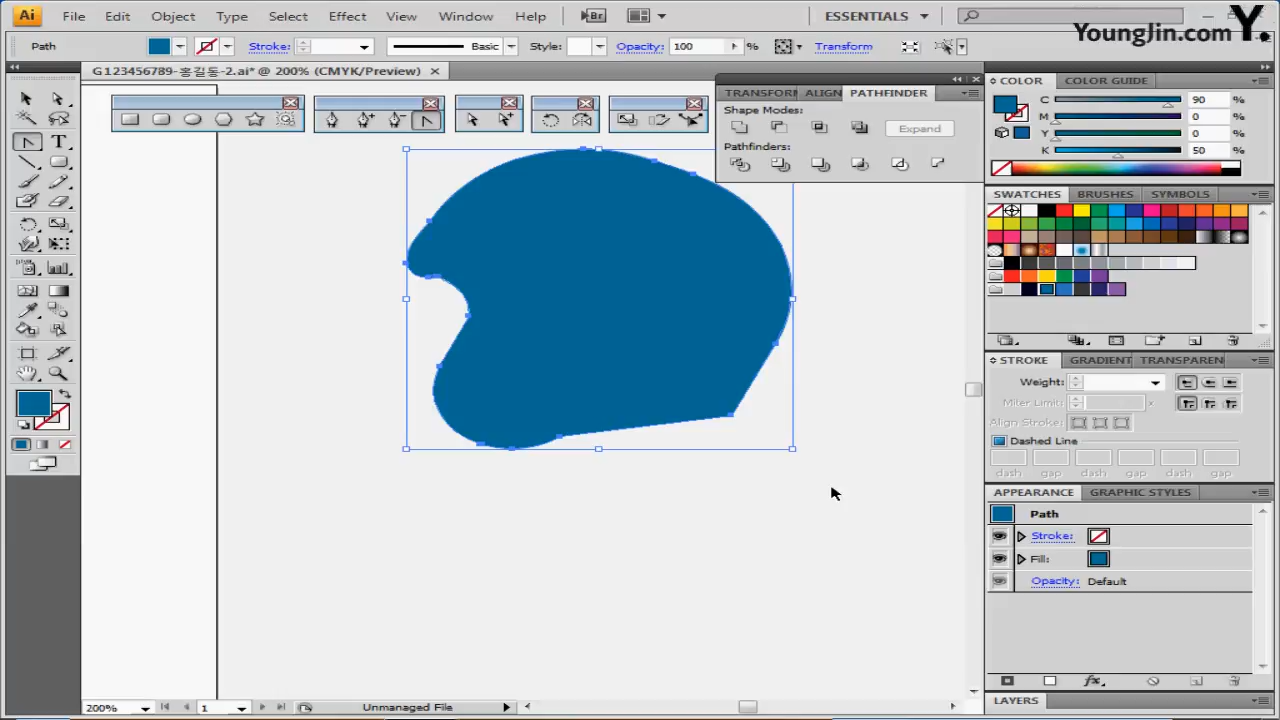 Ai File Edit Object Type Select Effect View Window Help Br ESSENTIALS
YoungJin.com Y.
Path Stroke: Basic Style: Opacity: 100 % Transform
G123456789-홍길동-2.ai* @ 200% (CMYK/Preview)
TRANSFORM ALIGN PATHFINDER
Shape Modes:
Expand
Pathfinders:
COLOR COLOR GUIDE
C 90 %
M 0 %
Y 0 %
K 50 %
SWATCHES BRUSHES SYMBOLS
STROKE GRADIENT TRANSPAREN
Weight:
Miter Limit: x
Align Stroke:
Dashed Line
dash gap dash gap dash gap
APPEARANCE GRAPHIC STYLES
Path
Stroke:
Fill:
Opacity: Default
fx
LAYERS
200% 1 Unmanaged File